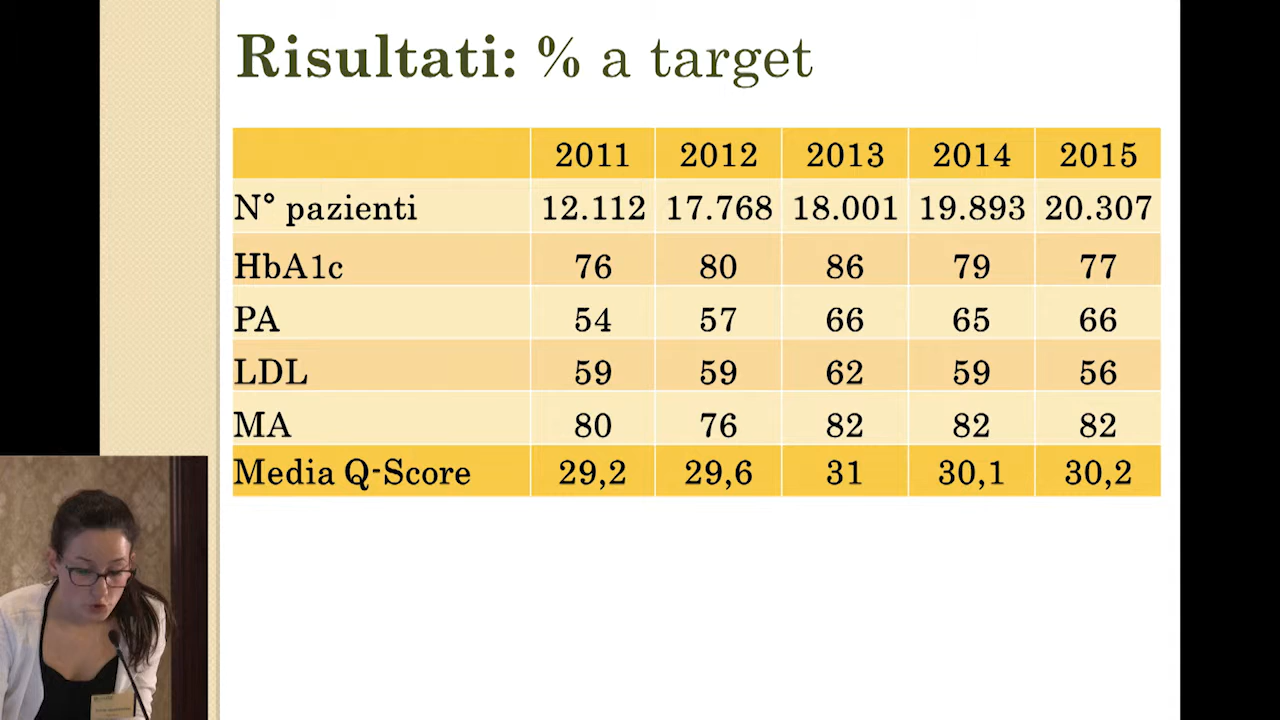 Risultati: % a target
2011 2012 2013 2014 2015
N° pazienti 12.112 17.768 18.001 19.893 20.307
HbA1c 76 80 86 79 77
PA 54 57 66 65 66
LDL 59 59 62 59 56
MA 80 76 82 82 82
Media Q-Score 29,2 29,6 31 30,1 30,2